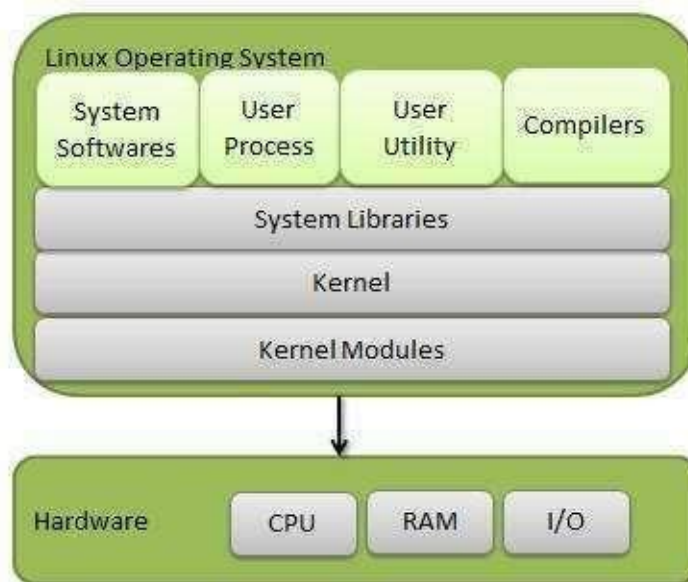 Linux Operating System
System
Softwares
User
Process
User
Utility
Compilers
System Libraries
Kernel
Kernel Modules
Hardware
CPU
RAM
I/O